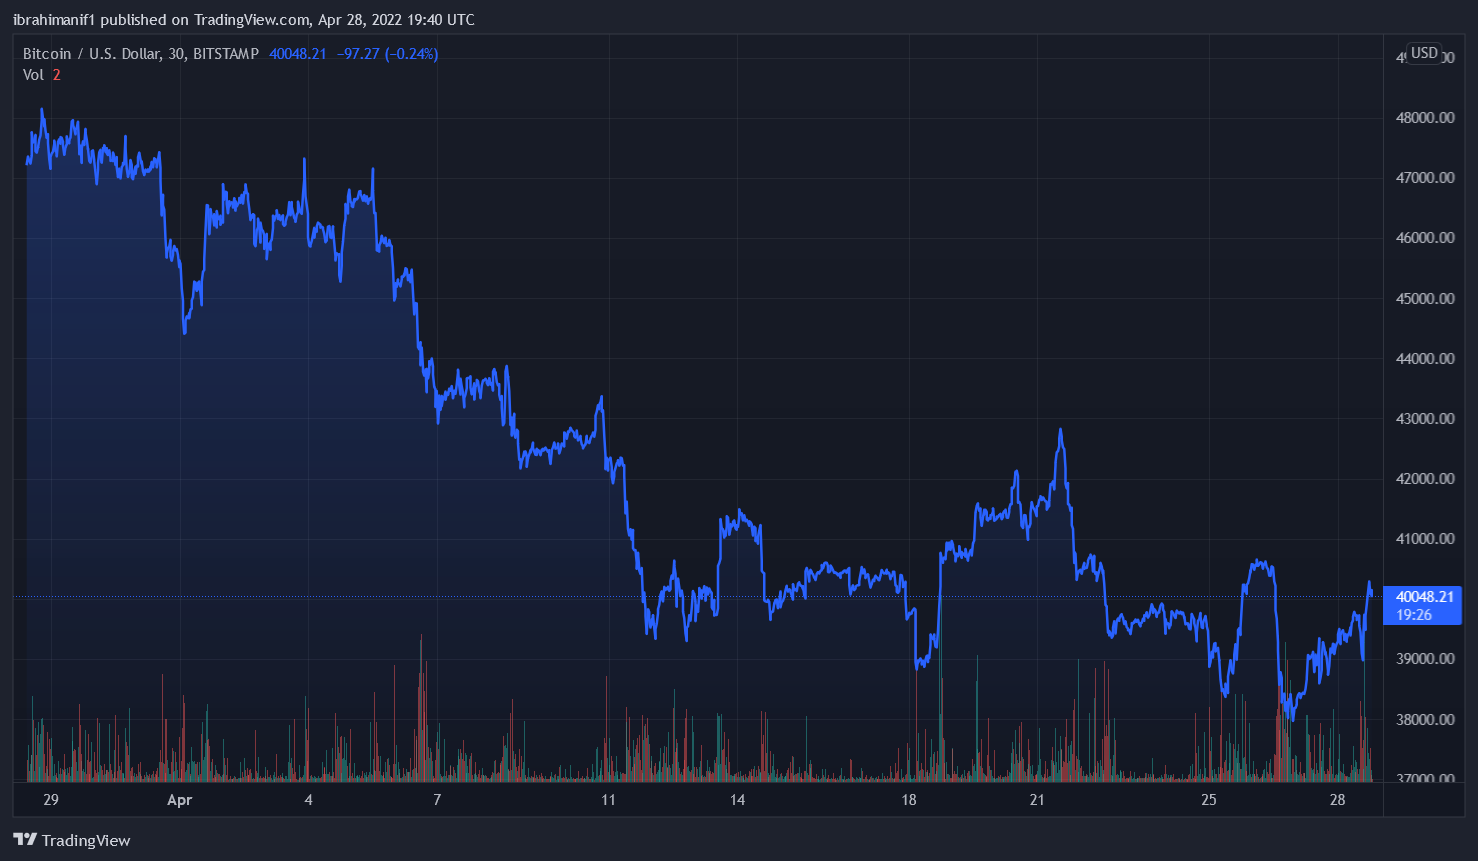 ibrahimanif1 published on TradingView.com, Apr 28, 2022 19:40 UTC
Bitcoin / U.S. Dollar, 30, BITSTAMP 40048.21 −97.27 (−0.24%)
Vol 2
USD
48000.00
47000.00
46000.00
45000.00
44000.00
43000.00
42000.00
41000.00
40048.21
19:26
39000.00
38000.00
37000.00
29 Apr 4 7 11 14 18 21 25 28
TradingView